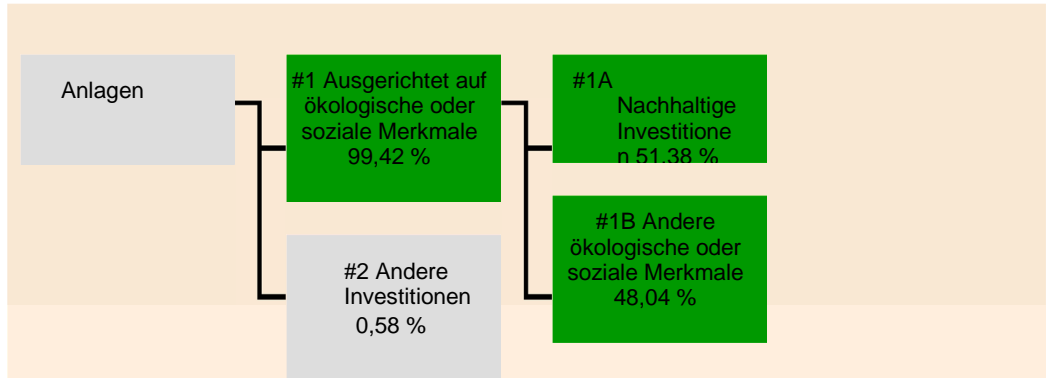 Anlagen
#1 Ausgerichtet auf
ökologische oder
soziale Merkmale
99,42 %
#2 Andere
Investitionen
0,58 %
#1A
Nachhaltige
Investitione
n 51,38 %
#1B Andere
ökologische oder
soziale Merkmale
48,04 %